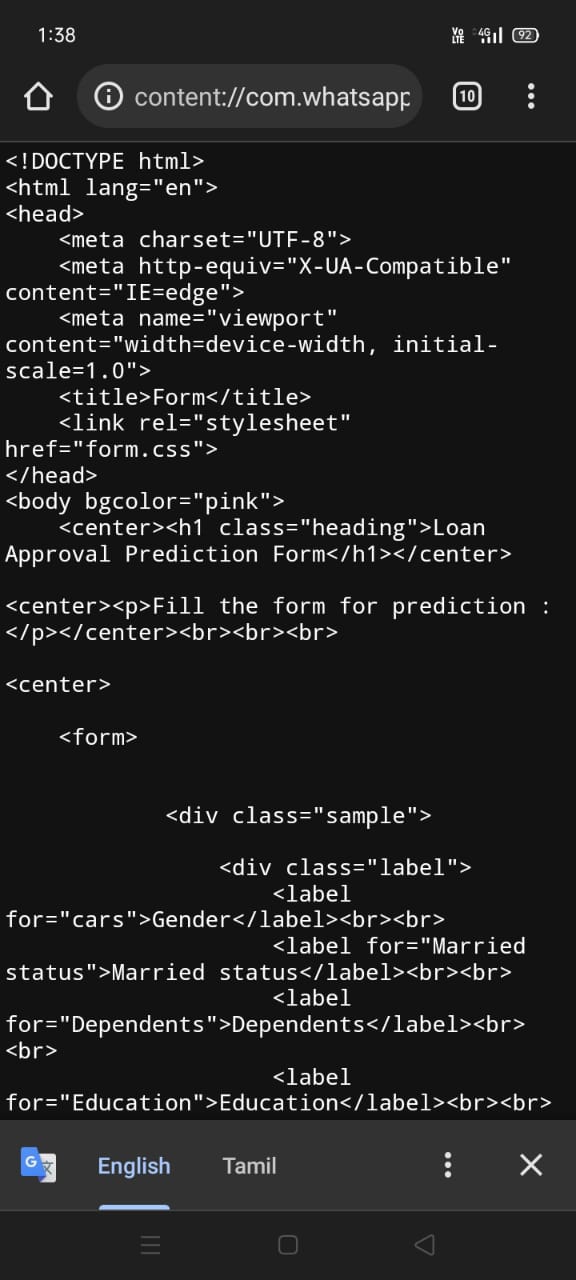 1:38
Vo LTE 4G 92
content://com.whatsapp
10
<!DOCTYPE html>
<html lang="en">
<head>
    <meta charset="UTF-8">
    <meta http-equiv="X-UA-Compatible"
content="IE=edge">
    <meta name="viewport"
content="width=device-width, initial-
scale=1.0">
    <title>Form</title>
    <link rel="stylesheet"
href="form.css">
</head>
<body bgcolor="pink">
    <center><h1 class="heading">Loan
Approval Prediction Form</h1></center>

<center><p>Fill the form for prediction :
</p></center><br><br><br>

<center>

    <form>


            <div class="sample">

                <div class="label">
                    <label
for="cars">Gender</label><br><br>
                    <label for="Married
status">Married status</label><br><br>
                    <label
for="Dependents">Dependents</label><br>
<br>
                    <label
for="Education">Education</label><br><br>
G 文 English Tamil